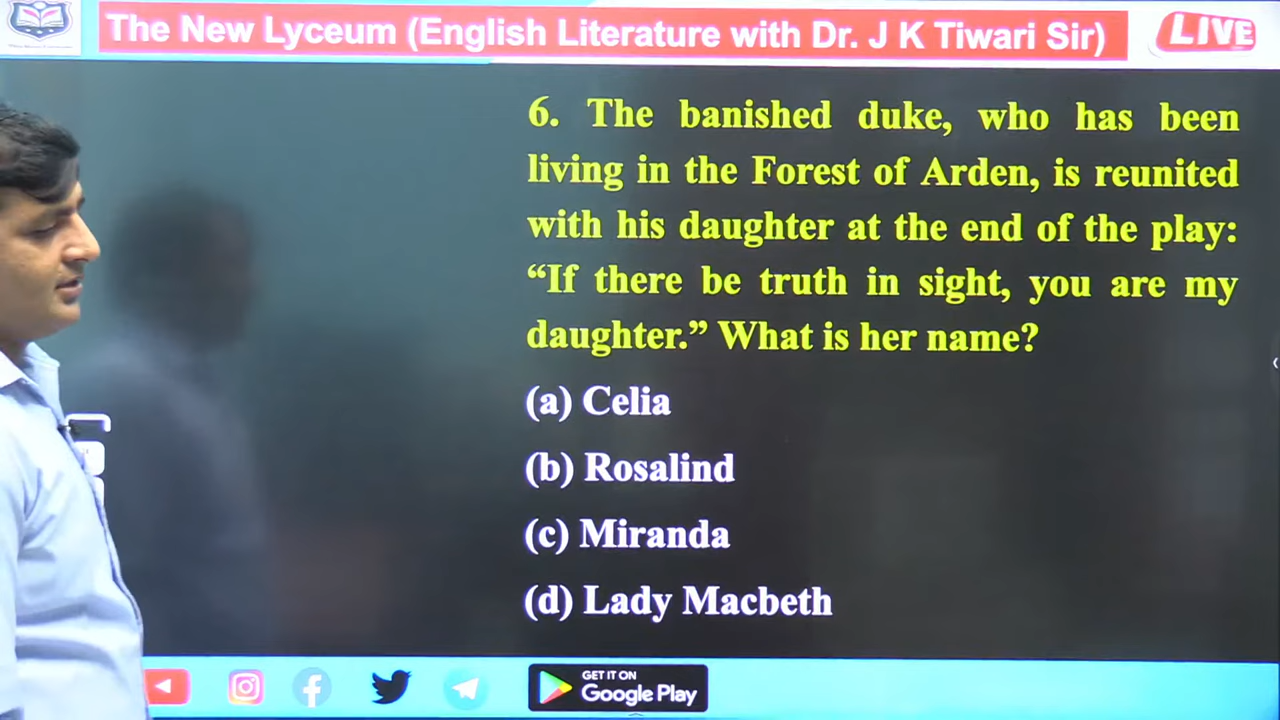 The New Lyceum (English Literature with Dr. J K Tiwari Sir)
LIVE
6. The banished duke, who has been
living in the Forest of Arden, is reunited
with his daughter at the end of the play:
“If there be truth in sight, you are my
daughter.” What is her name?
(a) Celia
(b) Rosalind
(c) Miranda
(d) Lady Macbeth
GET IT ON
Google Play